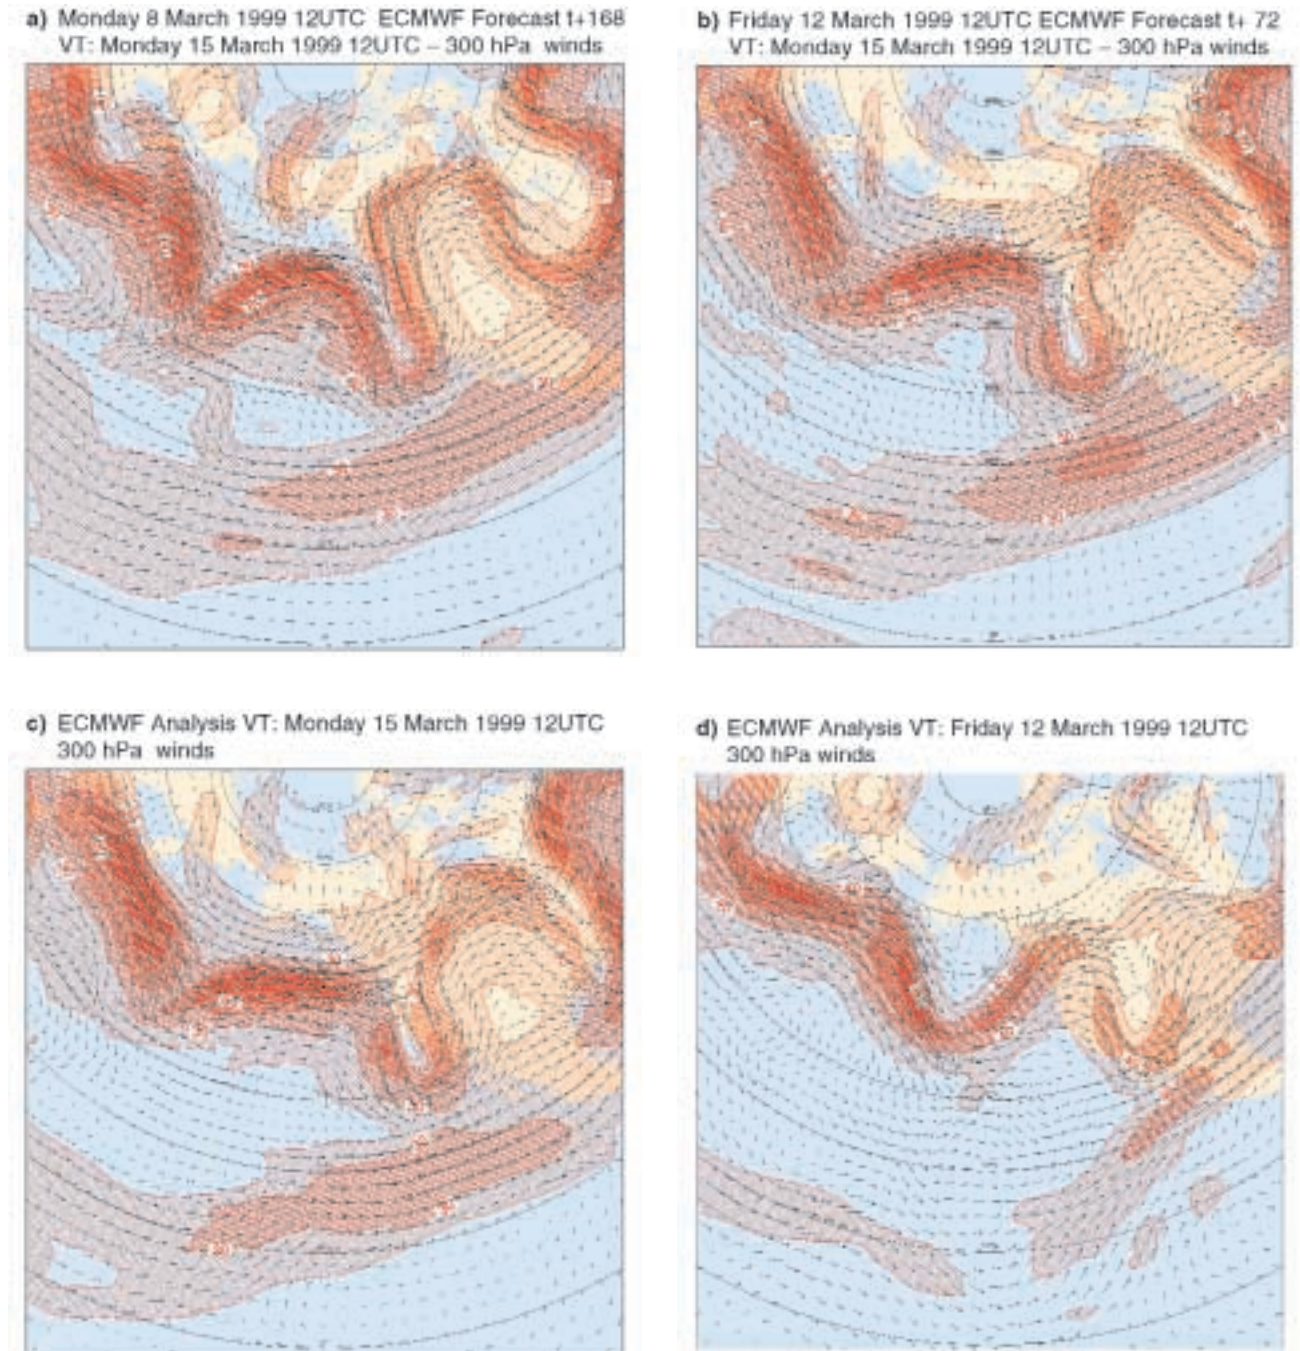 a) Monday 8 March 1999 12UTC ECMWF Forecast t+168
VT: Monday 15 March 1999 12UTC – 300 hPa winds
b) Friday 12 March 1999 12UTC ECMWF Forecast t+ 72
VT: Monday 15 March 1999 12UTC – 300 hPa winds
c) ECMWF Analysis VT: Monday 15 March 1999 12UTC
300 hPa winds
d) ECMWF Analysis VT: Friday 12 March 1999 12UTC
300 hPa winds